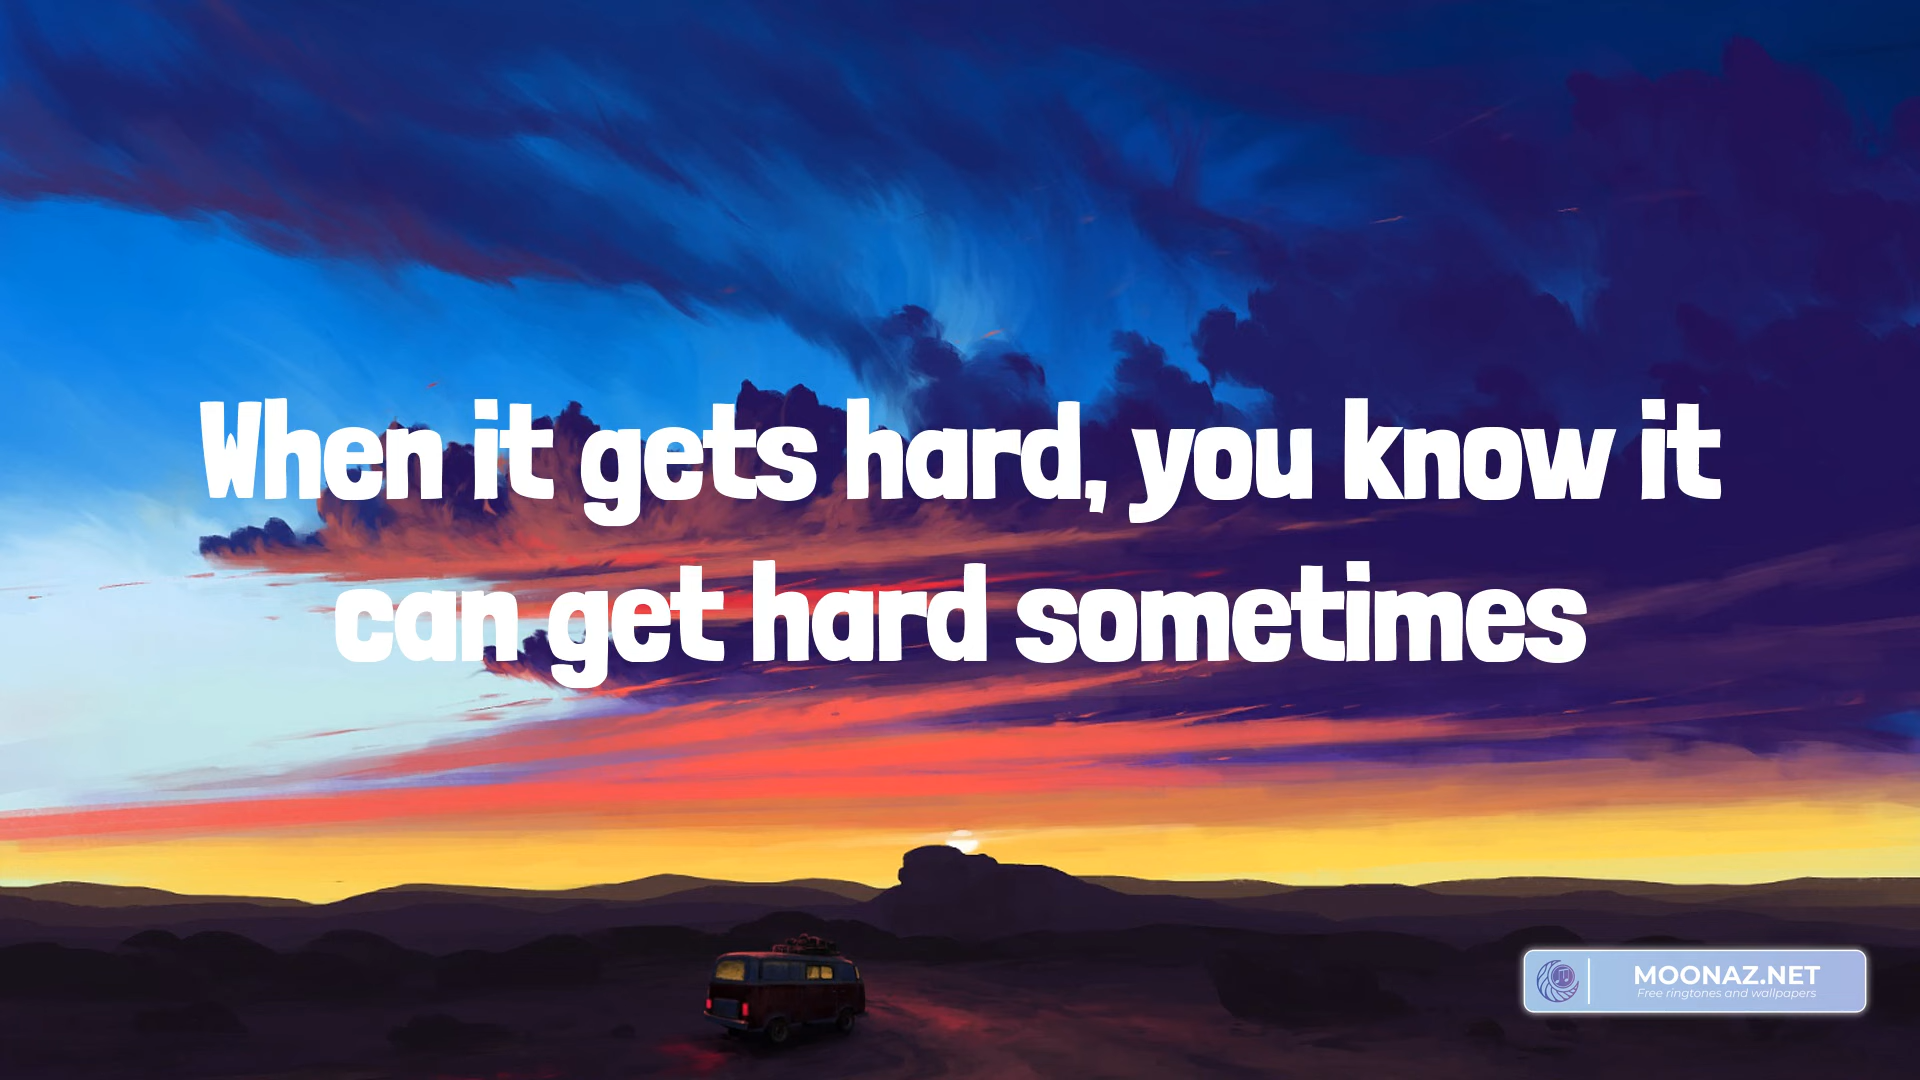 When it gets hard, you know it
can get hard sometimes
MOONAZ.NET
Free ringtones and wallpapers